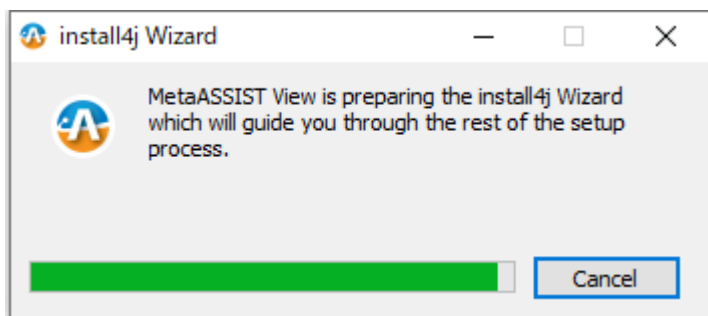 install4j Wizard
MetaASSIST View is preparing the install4j Wizard
which will guide you through the rest of the setup
process.
Cancel